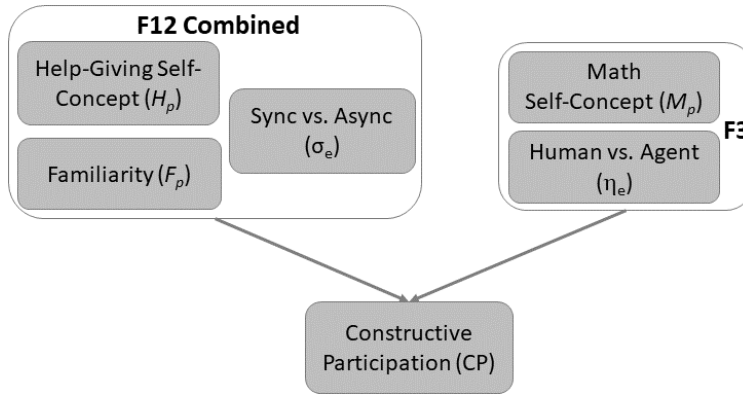 F12 Combined
Help-Giving Self-
Concept (Hp)
Sync vs. Async
(σe)
Familiarity (Fp)
Math
Self-Concept (Mp)
F3
Human vs. Agent
(ηe)
Constructive
Participation (CP)